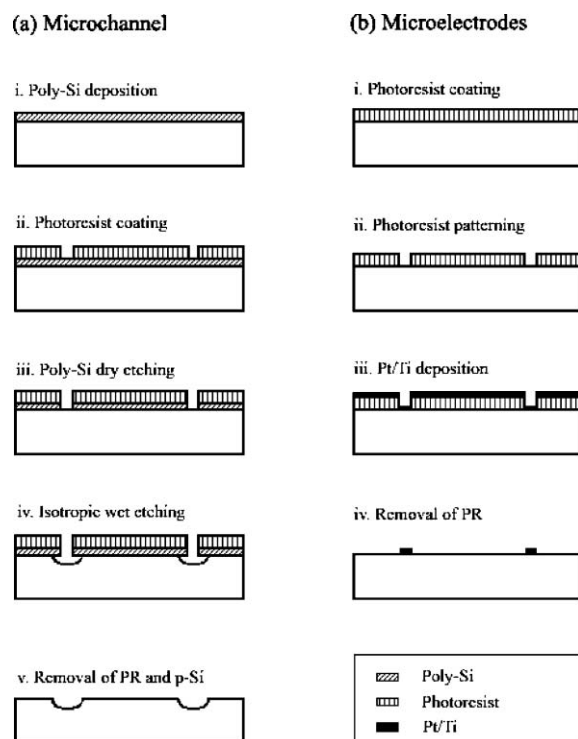 (a) Microchannel
i. Poly-Si deposition
ii. Photoresist coating
iii. Poly-Si dry etching
iv. Isotropic wet etching
v. Removal of PR and p-Si
(b) Microelectrodes
i. Photoresist coating
ii. Photoresist patterning
iii. Pt/Ti deposition
iv. Removal of PR
Poly-Si
Photoresist
Pt/Ti